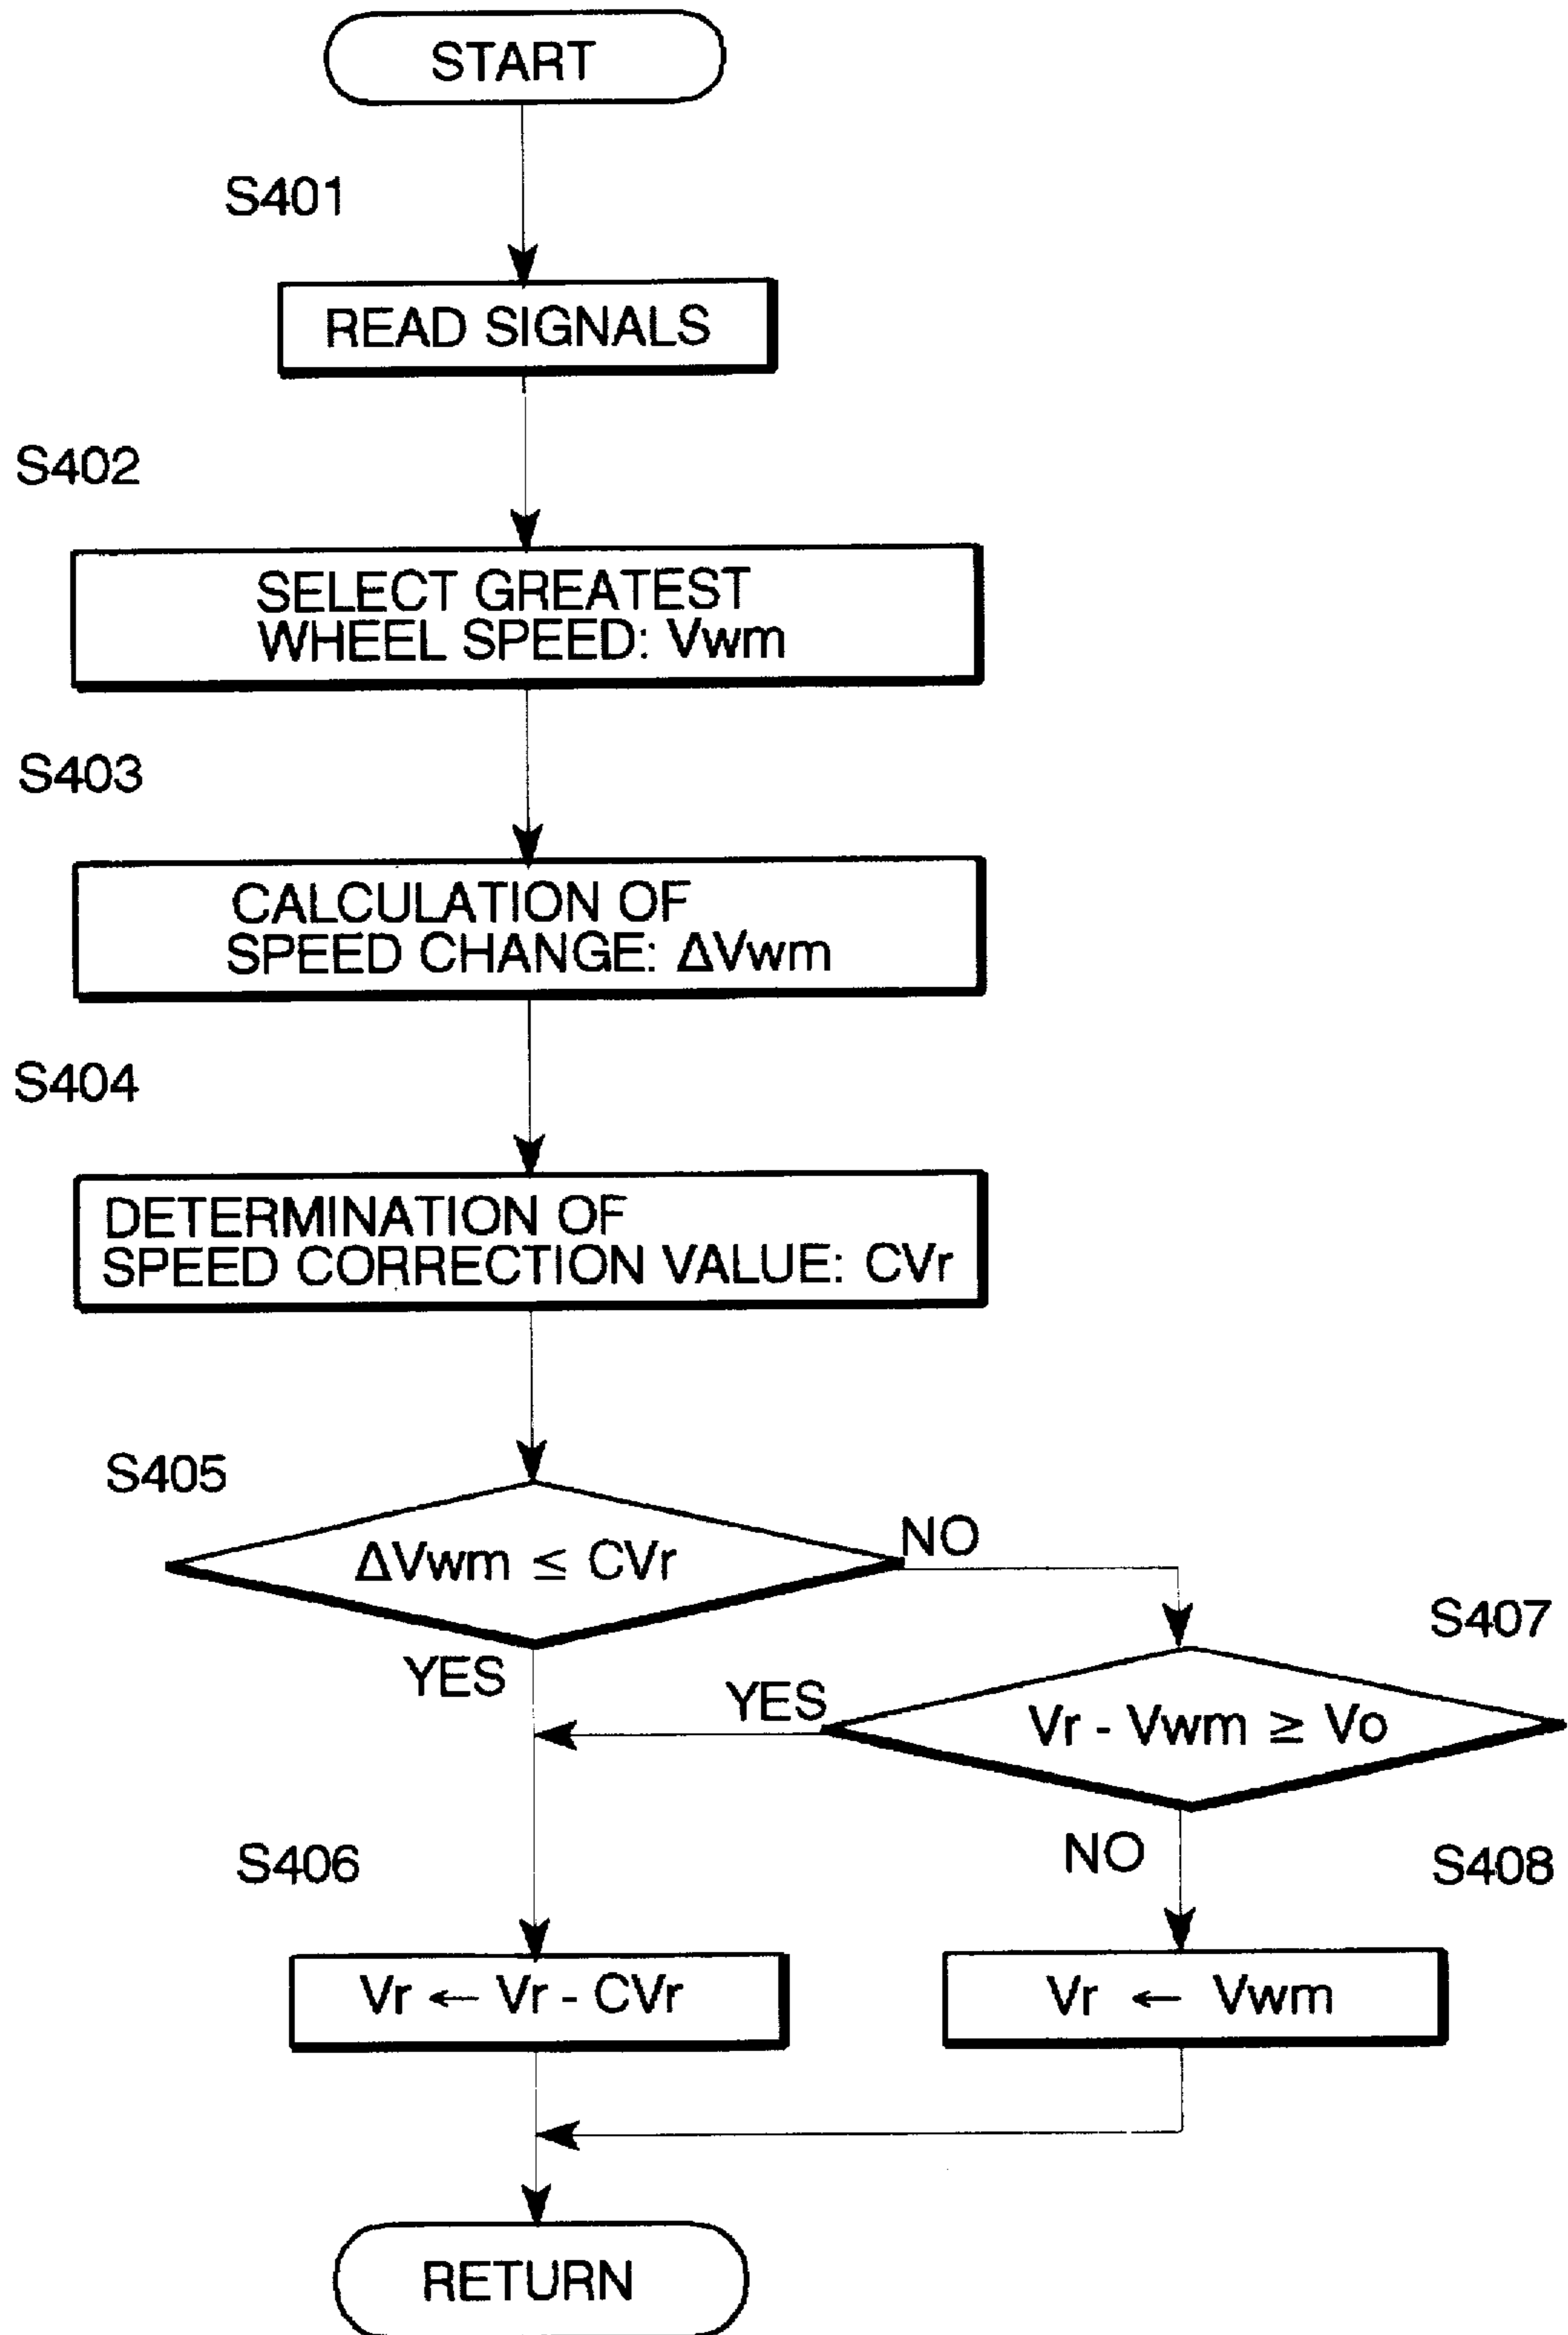 START
S401
READ SIGNALS
S402
SELECT GREATEST
WHEEL SPEED: Vwm
S403
CALCULATION OF
SPEED CHANGE: ΔVwm
S404
DETERMINATION OF
SPEED CORRECTION VALUE: CVr
S405
ΔVwm ≤ CVr
NO
YES
S407
YES
Vr - Vwm ≥ Vo
NO
S406
S408
Vr ← Vr - CVr
Vr ← Vwm
RETURN